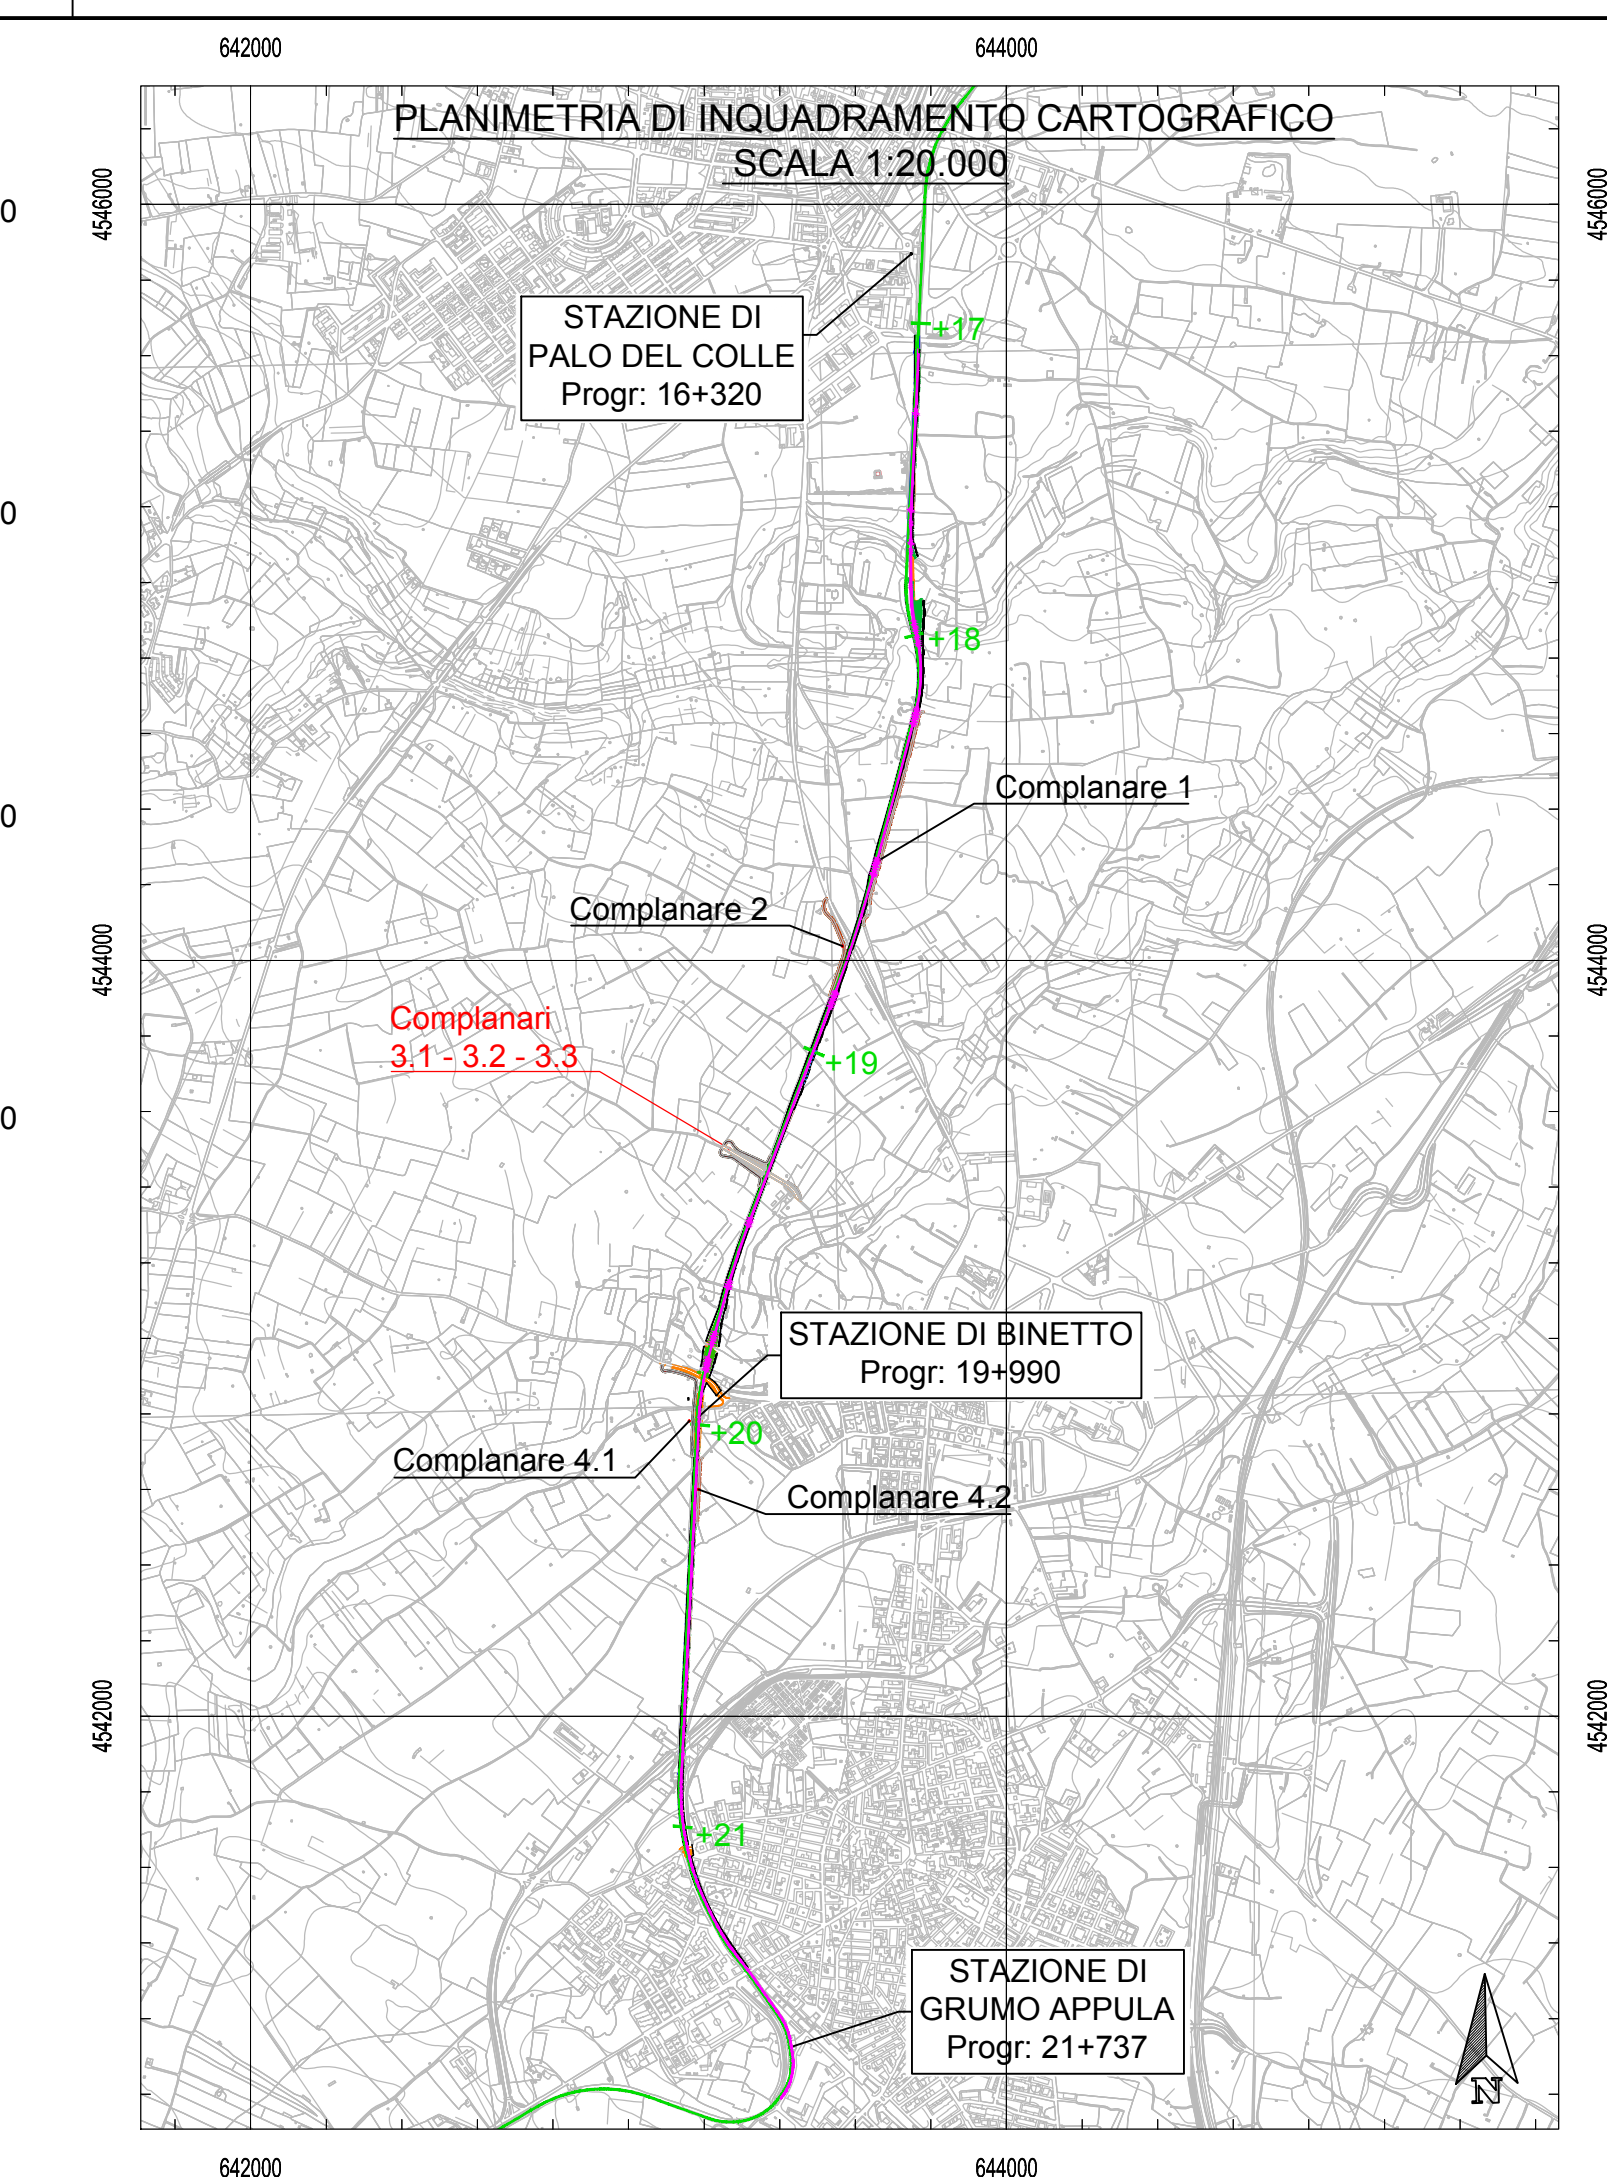 642000
644000
PLANIMETRIA DI INQUADRAMENTO CARTOGRAFICO
SCALA 1:20.000
4546000
4546000
0
STAZIONE DI
PALO DEL COLLE
Progr: 16+320
+17
0
+18
Complanare 1
0
Complanare 2
4544000
4544000
Complanari
3.1 - 3.2 - 3.3
+19
0
STAZIONE DI BINETTO
Progr: 19+990
+20
Complanare 4.1
Complanare 4.2
4542000
4542000
+21
STAZIONE DI
GRUMO APPULA
Progr: 21+737
N
642000
644000